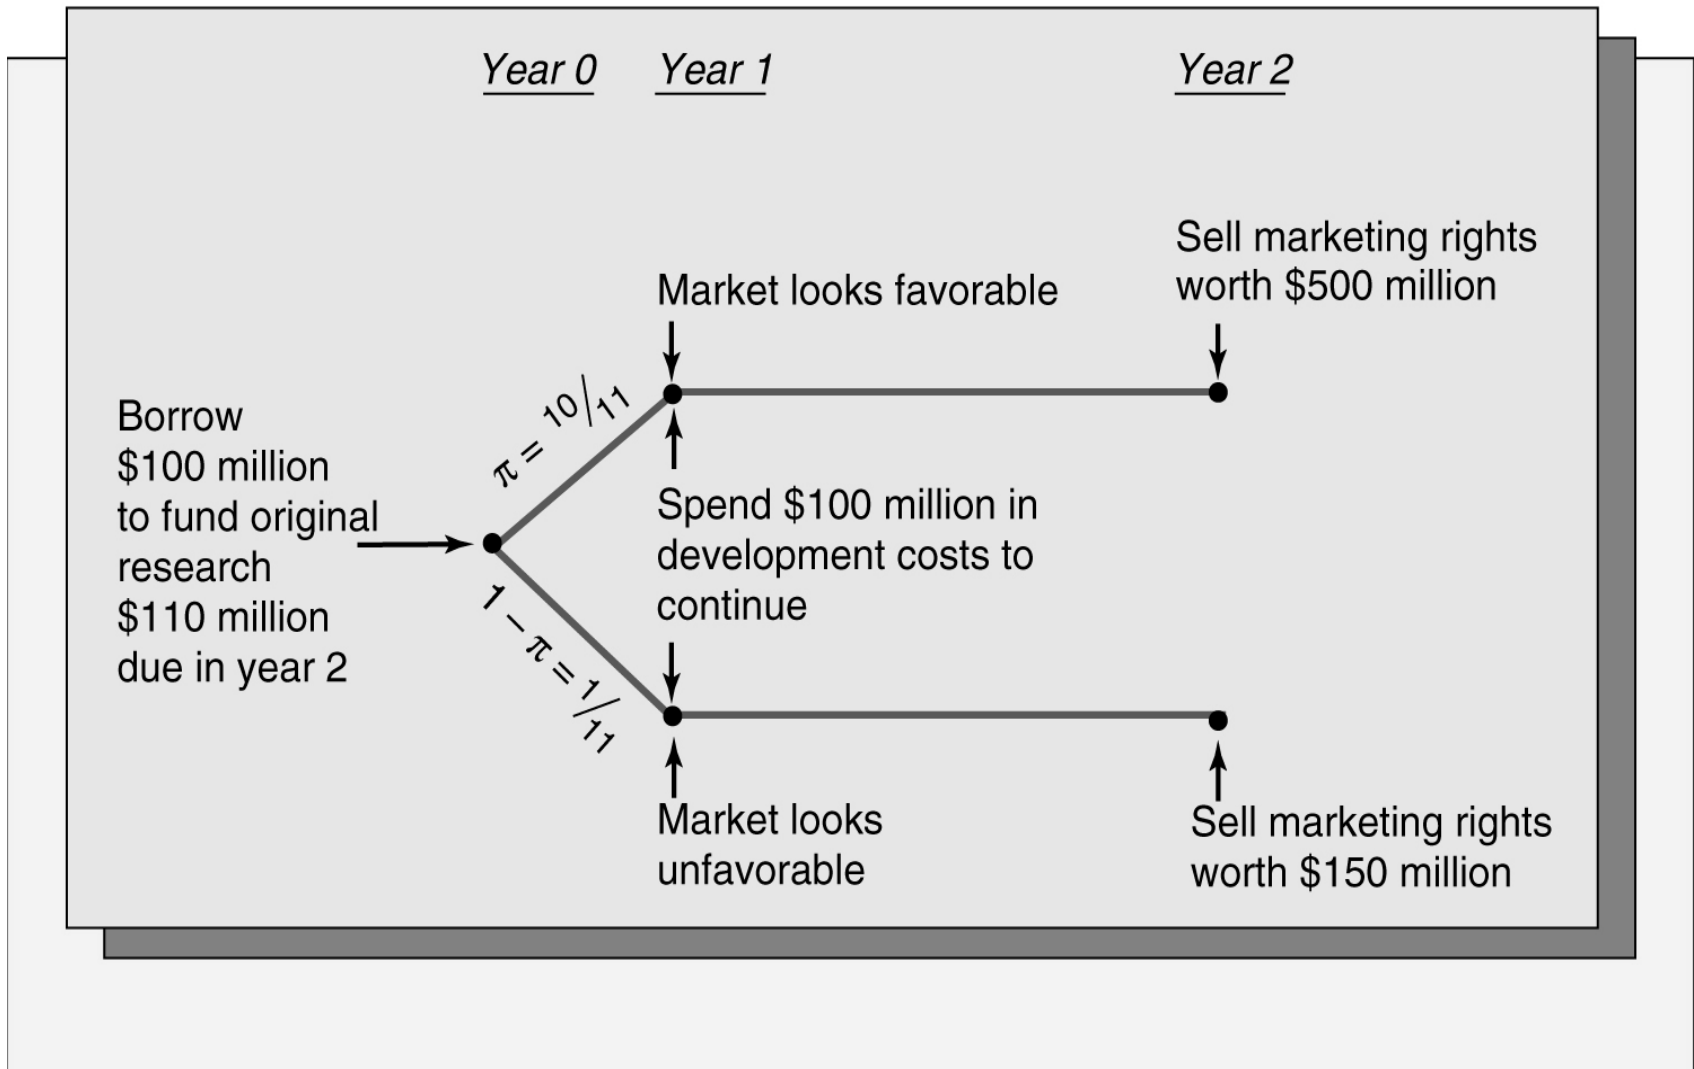 Year 0 Year 1 Year 2
Sell marketing rights
worth $500 million
Market looks favorable
π = 10/11
Borrow
$100 million
to fund original
research
$110 million
due in year 2
Spend $100 million in
development costs to
continue
1 – π = 1/11
Market looks
unfavorable
Sell marketing rights
worth $150 million